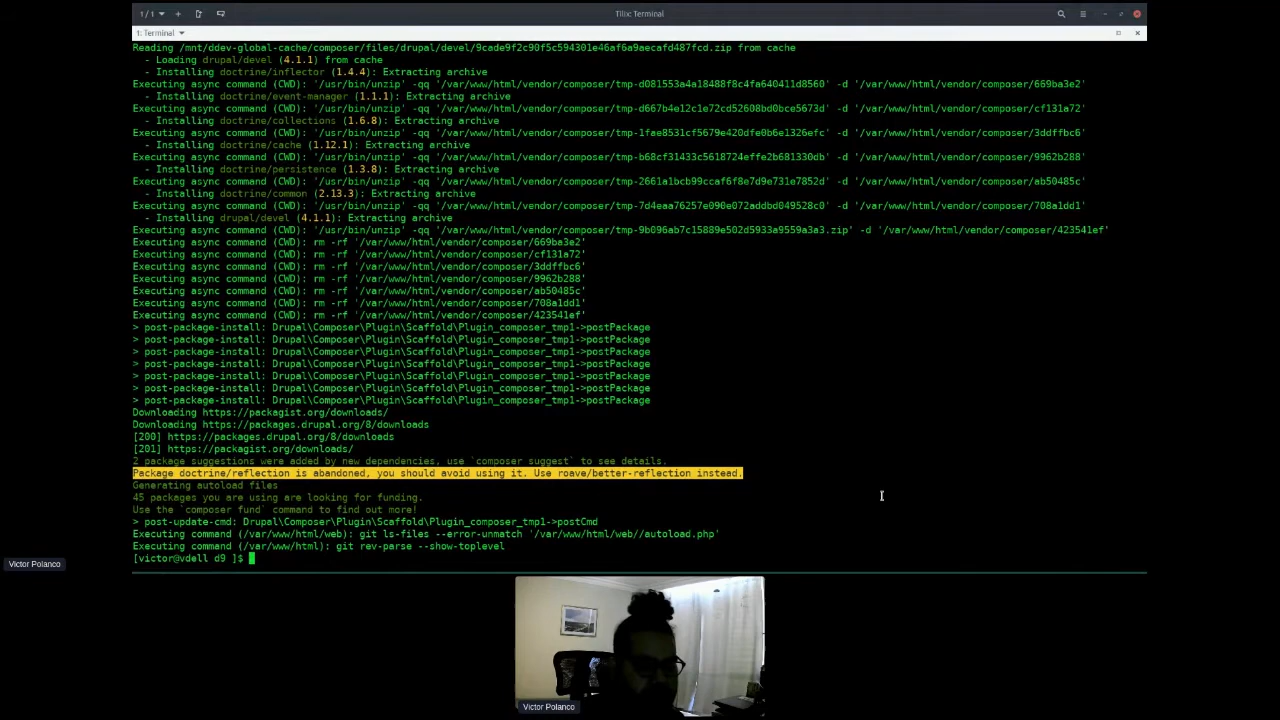 1 / 1
Tilix: Terminal
1: Terminal
Reading /mnt/ddev-global-cache/composer/files/drupal/devel/9cade9f2c90f5c594301e46af6a9aecafd487fcd.zip from cache
- Loading drupal/devel (4.1.1) from cache
- Installing doctrine/inflector (1.4.4): Extracting archive
Executing async command (CWD): '/usr/bin/unzip' -qq '/var/www/html/vendor/composer/tmp-d081553a4a18488f8c4fa640411d8560' -d '/var/www/html/vendor/composer/669ba3e2'
- Installing doctrine/event-manager (1.1.1): Extracting archive
Executing async command (CWD): '/usr/bin/unzip' -qq '/var/www/html/vendor/composer/tmp-d667b4e12c1e72cd52608bd0bce5673d' -d '/var/www/html/vendor/composer/cf131a72'
- Installing doctrine/collections (1.6.8): Extracting archive
Executing async command (CWD): '/usr/bin/unzip' -qq '/var/www/html/vendor/composer/tmp-1fae8531cf5679e420dfe0b6e1326efc' -d '/var/www/html/vendor/composer/3ddffbc6'
- Installing doctrine/cache (1.12.1): Extracting archive
Executing async command (CWD): '/usr/bin/unzip' -qq '/var/www/html/vendor/composer/tmp-b68cf31433c5618724effe2b681330db' -d '/var/www/html/vendor/composer/9962b288'
- Installing doctrine/persistence (1.3.8): Extracting archive
Executing async command (CWD): '/usr/bin/unzip' -qq '/var/www/html/vendor/composer/tmp-2661a1bcb99ccaf6f8e7d9e731e7852d' -d '/var/www/html/vendor/composer/ab50485c'
- Installing doctrine/common (2.13.3): Extracting archive
Executing async command (CWD): '/usr/bin/unzip' -qq '/var/www/html/vendor/composer/tmp-7d4eaa76257e090e072addbd049528c0' -d '/var/www/html/vendor/composer/708a1dd1'
- Installing drupal/devel (4.1.1): Extracting archive
Executing async command (CWD): '/usr/bin/unzip' -qq '/var/www/html/vendor/composer/tmp-9b096ab7c15889e502d5933a9559a3a3.zip' -d '/var/www/html/vendor/composer/423541ef'
Executing async command (CWD): rm -rf '/var/www/html/vendor/composer/669ba3e2'
Executing async command (CWD): rm -rf '/var/www/html/vendor/composer/cf131a72'
Executing async command (CWD): rm -rf '/var/www/html/vendor/composer/3ddffbc6'
Executing async command (CWD): rm -rf '/var/www/html/vendor/composer/9962b288'
Executing async command (CWD): rm -rf '/var/www/html/vendor/composer/ab50485c'
Executing async command (CWD): rm -rf '/var/www/html/vendor/composer/708a1dd1'
Executing async command (CWD): rm -rf '/var/www/html/vendor/composer/423541ef'
> post-package-install: Drupal\Composer\Plugin\Scaffold\Plugin_composer_tmp1->postPackage
> post-package-install: Drupal\Composer\Plugin\Scaffold\Plugin_composer_tmp1->postPackage
> post-package-install: Drupal\Composer\Plugin\Scaffold\Plugin_composer_tmp1->postPackage
> post-package-install: Drupal\Composer\Plugin\Scaffold\Plugin_composer_tmp1->postPackage
> post-package-install: Drupal\Composer\Plugin\Scaffold\Plugin_composer_tmp1->postPackage
> post-package-install: Drupal\Composer\Plugin\Scaffold\Plugin_composer_tmp1->postPackage
> post-package-install: Drupal\Composer\Plugin\Scaffold\Plugin_composer_tmp1->postPackage
Downloading https://packagist.org/downloads/
Downloading https://packages.drupal.org/8/downloads
[200] https://packages.drupal.org/8/downloads
[201] https://packagist.org/downloads/
2 package suggestions were added by new dependencies, use `composer suggest` to see details.
Package doctrine/reflection is abandoned, you should avoid using it. Use roave/better-reflection instead.
Generating autoload files
45 packages you are using are looking for funding.
Use the `composer fund` command to find out more!
> post-update-cmd: Drupal\Composer\Plugin\Scaffold\Plugin_composer_tmp1->postCmd
Executing command (/var/www/html/web): git ls-files --error-unmatch '/var/www/html/web//autoload.php'
Executing command (/var/www/html): git rev-parse --show-toplevel
[victor@vdell d9 ]$
Victor Polanco
Victor Polanco